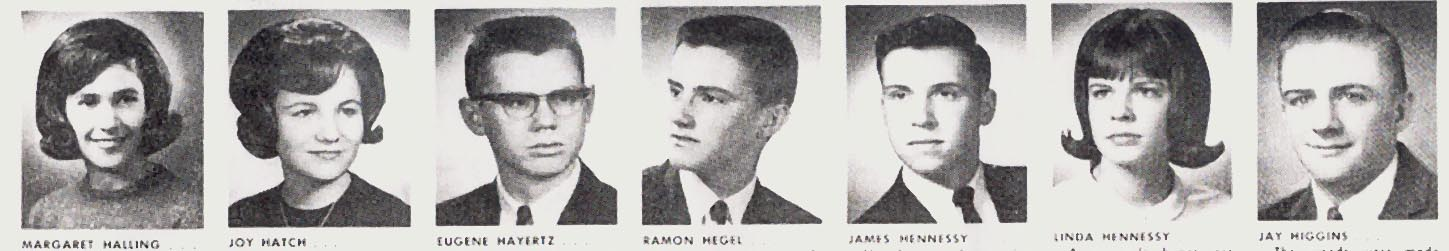 MARGARET HALLING . . .
JOY HATCH . . .
EUGENE HAYERTZ . . . .
RAMON HEGEL . . .
JAMES HENNESSY . . .
LINDA HENNESSY
JAY HIGGINS . . .